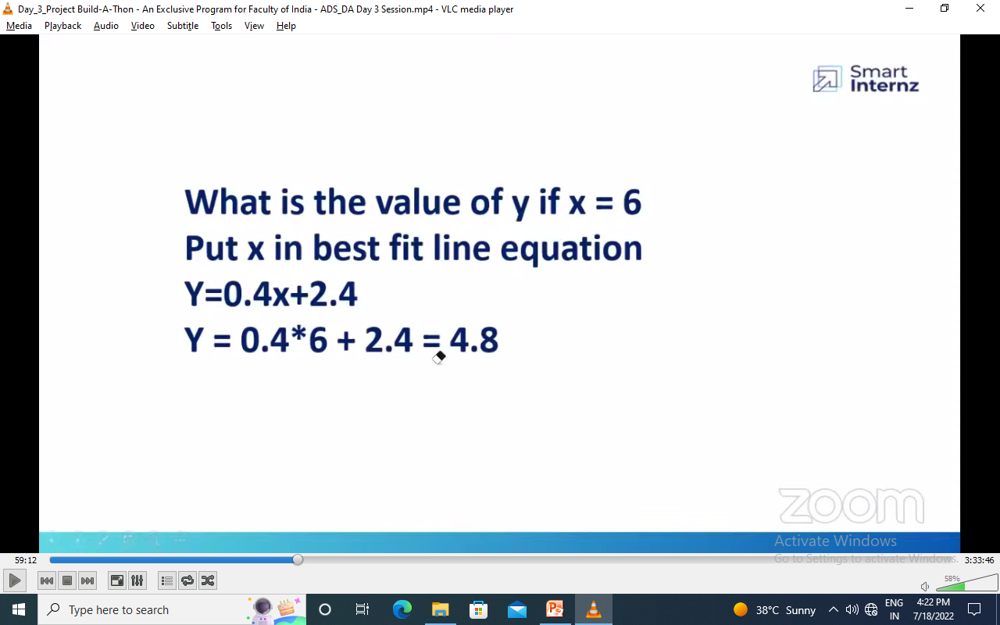 Day_3_Project Build-A-Thon - An Exclusive Program for Faculty of India - ADS_DA Day 3 Session.mp4 - VLC media player
Media Playback Audio Video Subtitle Tools View Help
Smart
Internz
What is the value of y if x = 6
Put x in best fit line equation
Y=0.4x+2.4
Y = 0.4*6 + 2.4 = 4.8
zoom
Activate Windows
Go to Settings to activate Windows.
59:12
3:33:46
58%
Type here to search
38°C Sunny
ENG
IN
4:22 PM
7/18/2022